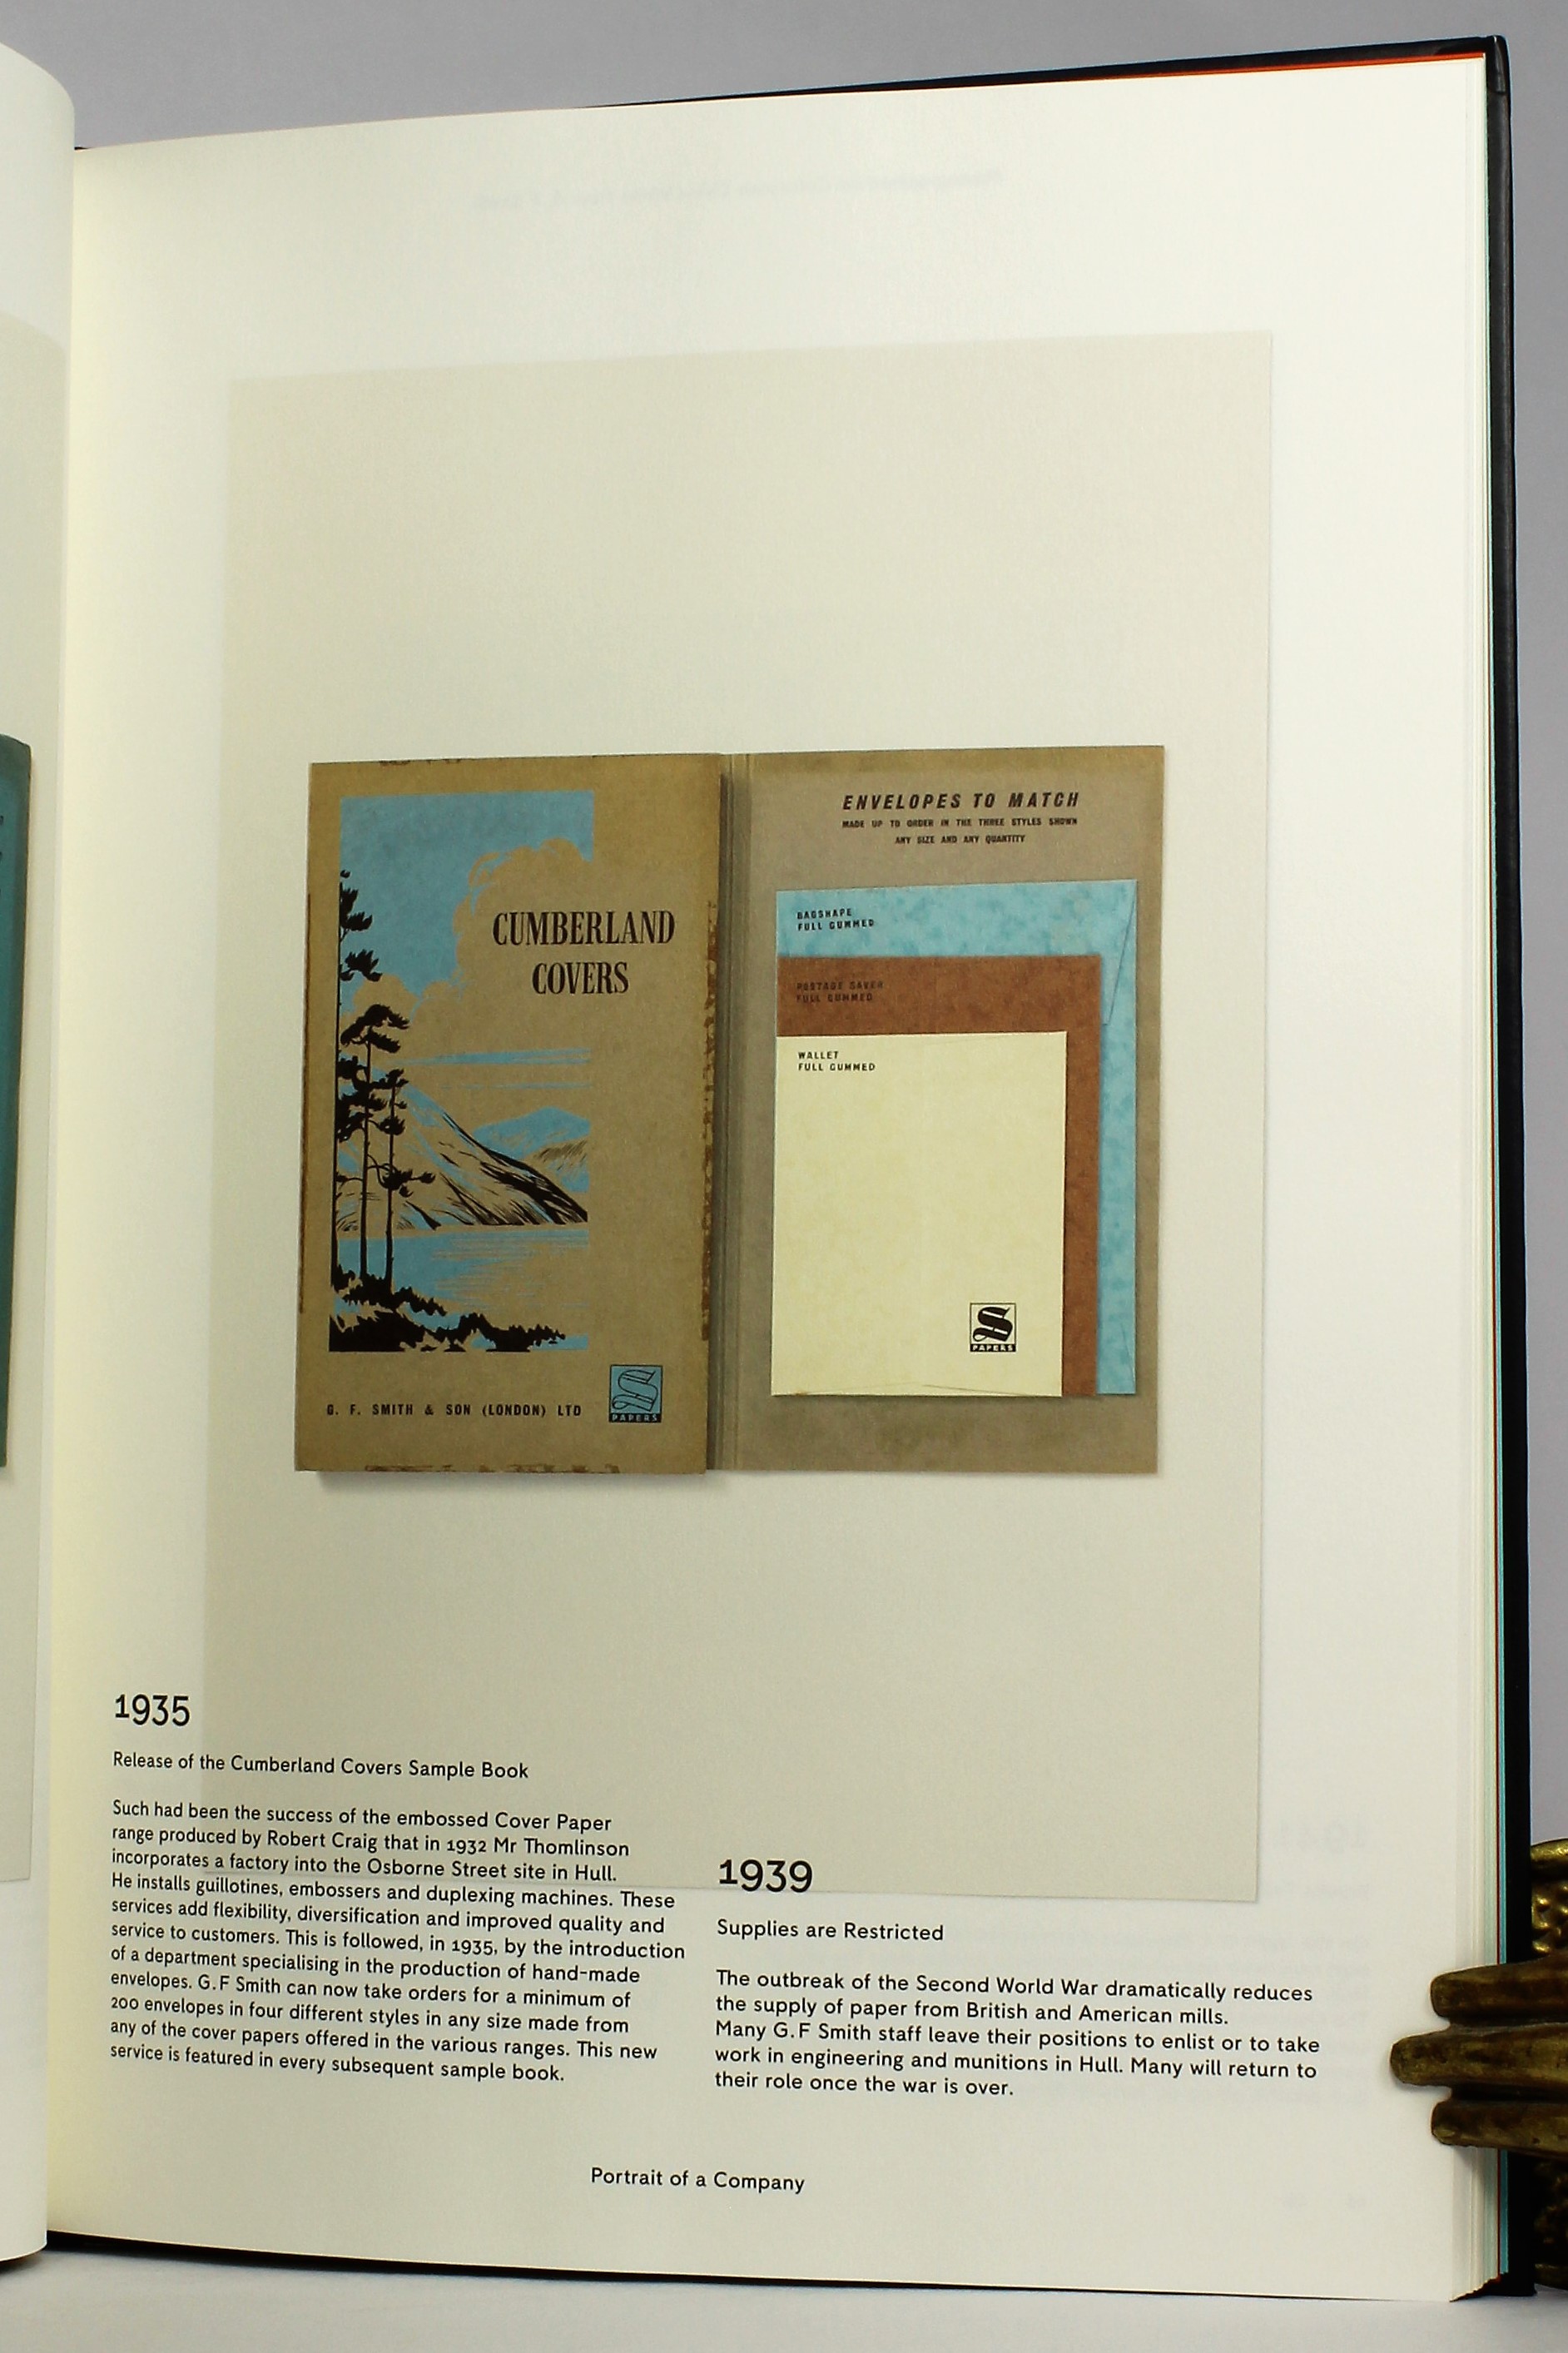 CUMBERLAND
COVERS
G. F. SMITH & SON (LONDON) LTD
S
PAPERS
ENVELOPES TO MATCH
MADE UP TO ORDER IN THE THREE STYLES SHOWN
ANY SIZE AND ANY QUANTITY
BAGSHAPE
FULL GUMMED
POSTAGE SAVER
FULL GUMMED
WALLET
FULL GUMMED
S
PAPERS
1935
Release of the Cumberland Covers Sample Book
Such had been the success of the embossed Cover Paper
range produced by Robert Craig that in 1932 Mr Thomlinson
incorporates a factory into the Osborne Street site in Hull.
He installs guillotines, embossers and duplexing machines. These
services add flexibility, diversification and improved quality and
service to customers. This is followed, in 1935, by the introduction
of a department specialising in the production of hand-made
envelopes. G.F Smith can now take orders for a minimum of
200 envelopes in four different styles in any size made from
any of the cover papers offered in the various ranges. This new
service is featured in every subsequent sample book.
1939
Supplies are Restricted
The outbreak of the Second World War dramatically reduces
the supply of paper from British and American mills.
Many G.F Smith staff leave their positions to enlist or to take
work in engineering and munitions in Hull. Many will return to
their role once the war is over.
Portrait of a Company